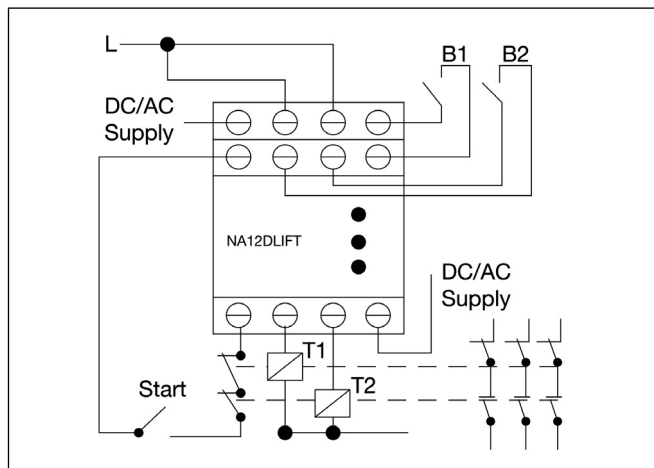 L
B1
B2
DC/AC
Supply
NA12DLIFT
DC/AC
Supply
T1
Start
T2